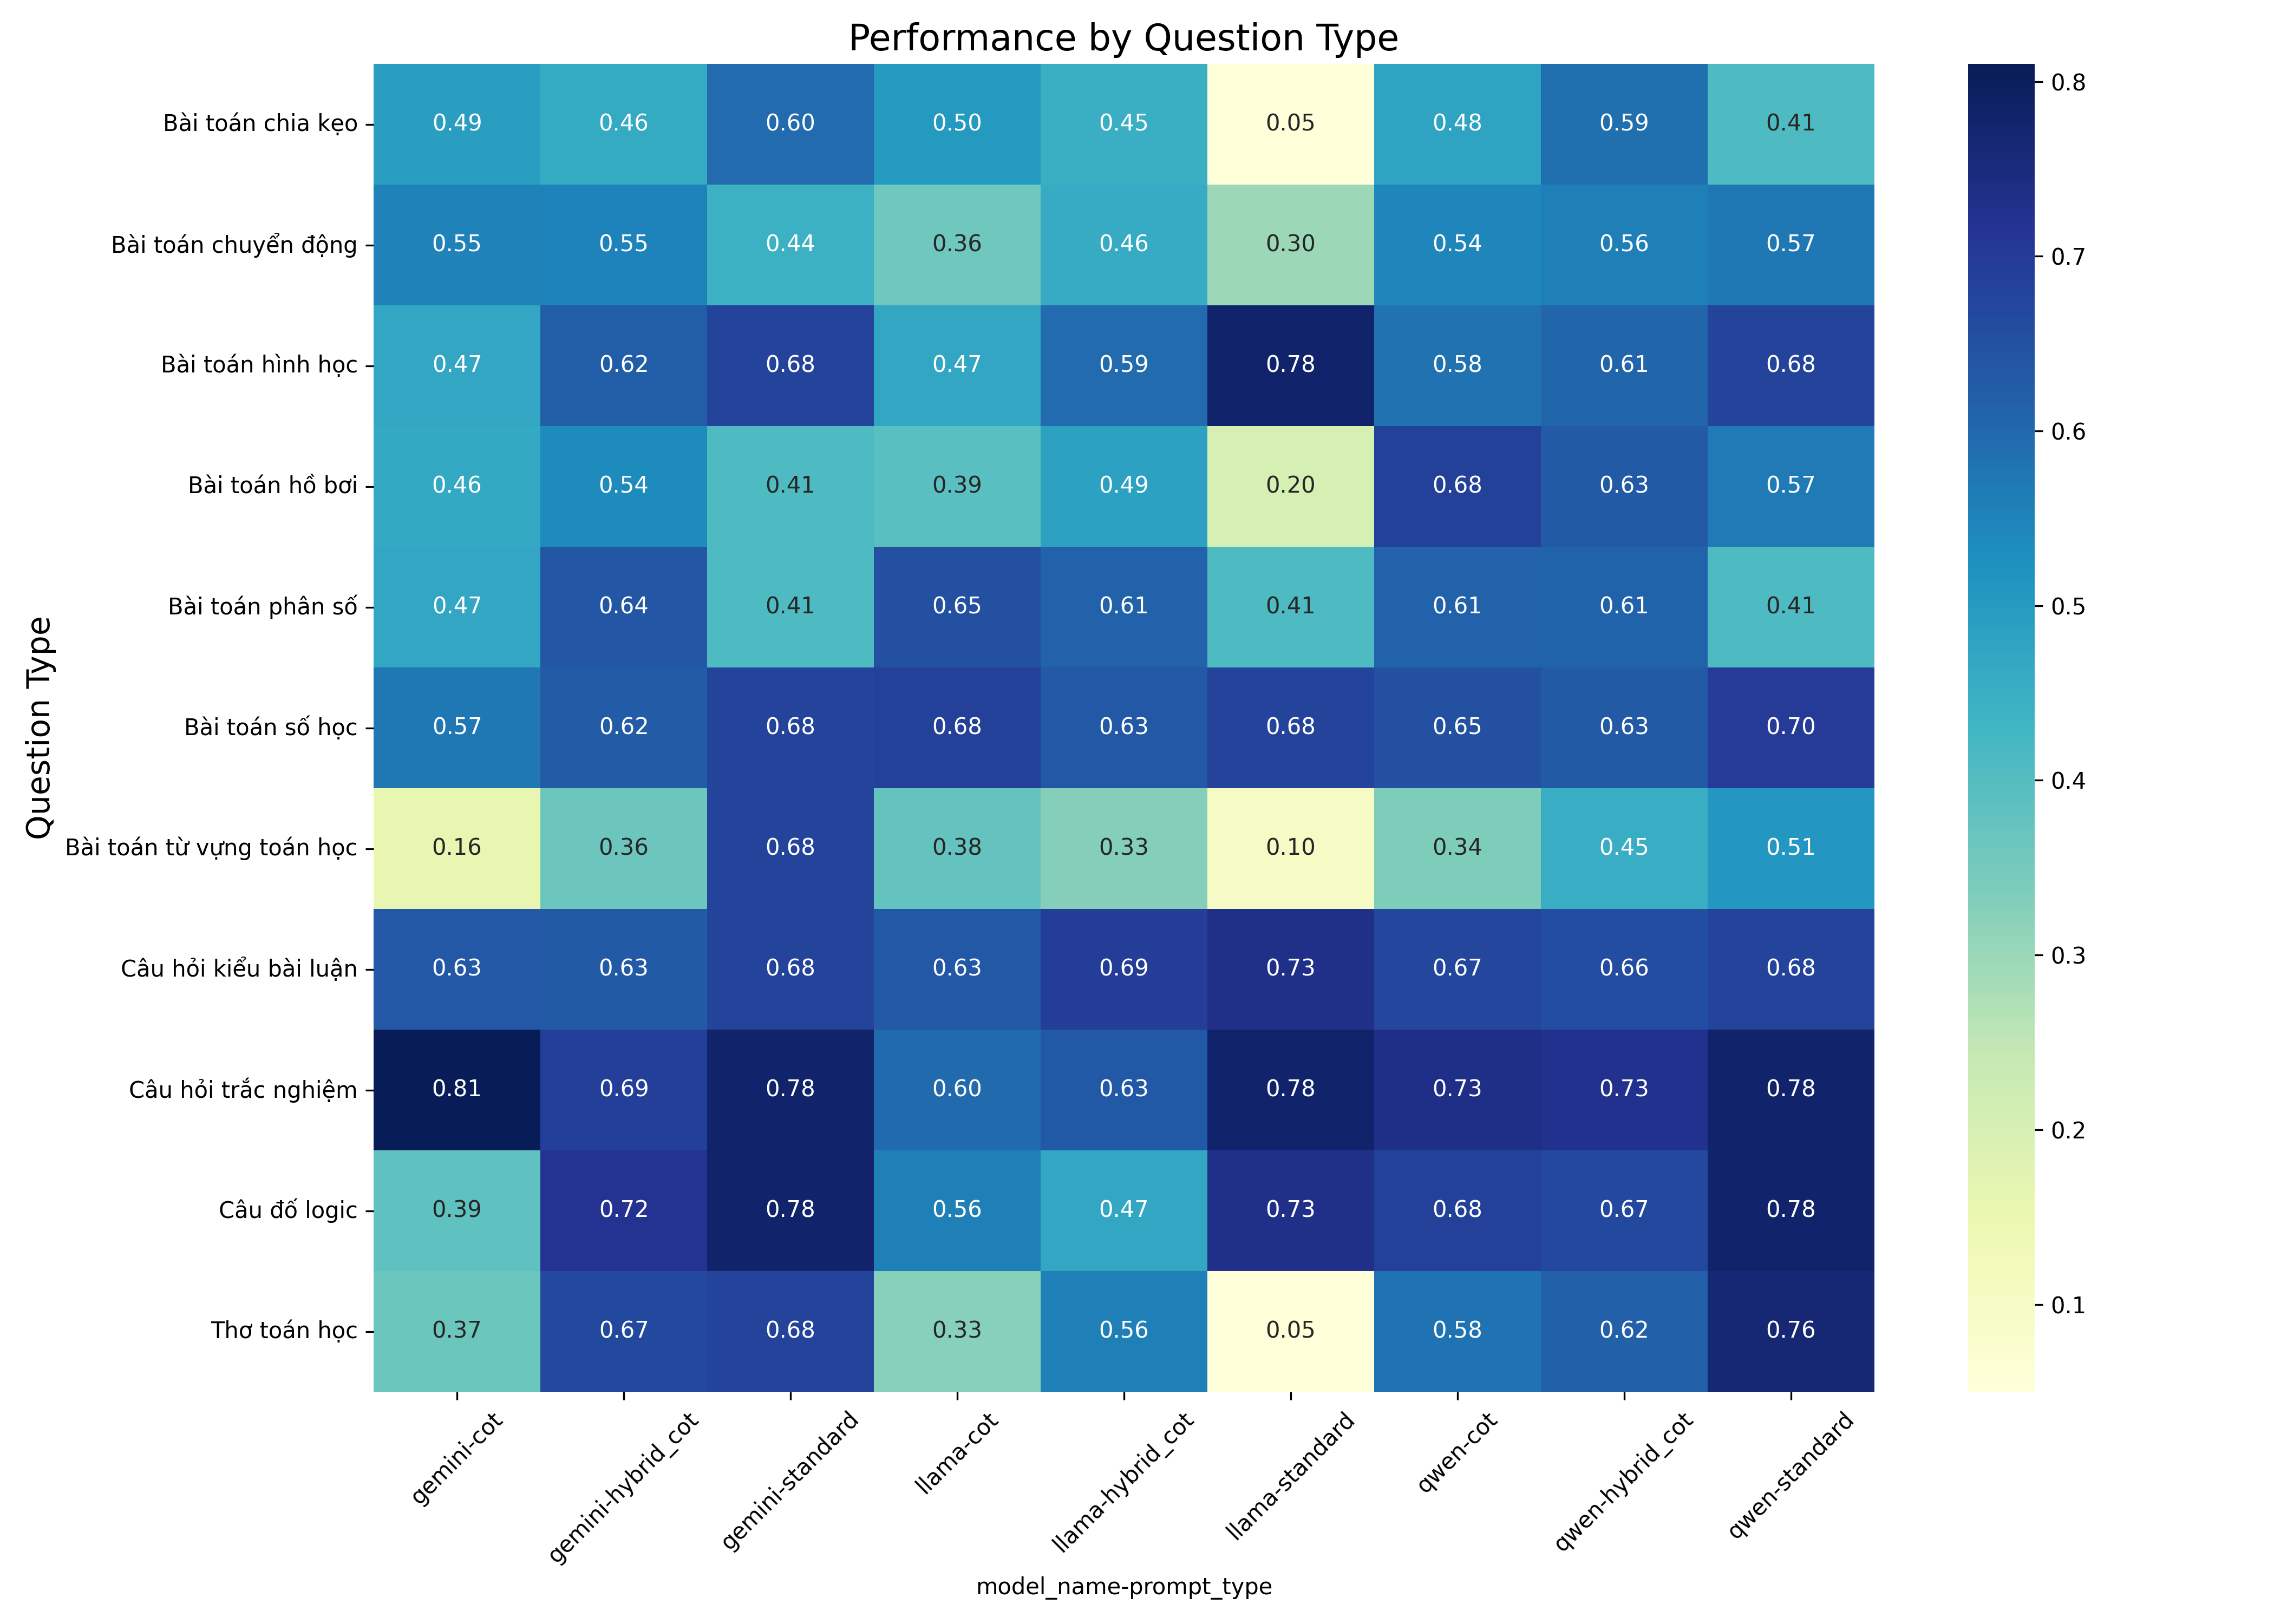 Performance by Question Type
Question Type
Bài toán chia kẹo 0.49 0.46 0.60 0.50 0.45 0.05 0.48 0.59 0.41
Bài toán chuyển động 0.55 0.55 0.44 0.36 0.46 0.30 0.54 0.56 0.57
Bài toán hình học 0.47 0.62 0.68 0.47 0.59 0.78 0.58 0.61 0.68
Bài toán hồ bơi 0.46 0.54 0.41 0.39 0.49 0.20 0.68 0.63 0.57
Bài toán phân số 0.47 0.64 0.41 0.65 0.61 0.41 0.61 0.61 0.41
Bài toán số học 0.57 0.62 0.68 0.68 0.63 0.68 0.65 0.63 0.70
Bài toán từ vựng toán học 0.16 0.36 0.68 0.38 0.33 0.10 0.34 0.45 0.51
Câu hỏi kiểu bài luận 0.63 0.63 0.68 0.63 0.69 0.73 0.67 0.66 0.68
Câu hỏi trắc nghiệm 0.81 0.69 0.78 0.60 0.63 0.78 0.73 0.73 0.78
Câu đố logic 0.39 0.72 0.78 0.56 0.47 0.73 0.68 0.67 0.78
Thơ toán học 0.37 0.67 0.68 0.33 0.56 0.05 0.58 0.62 0.76
gemini-cot gemini-hybrid_cot gemini-standard llama-cot llama-hybrid_cot llama-standard qwen-cot qwen-hybrid_cot qwen-standard
model_name-prompt_type
0.8
0.7
0.6
0.5
0.4
0.3
0.2
0.1